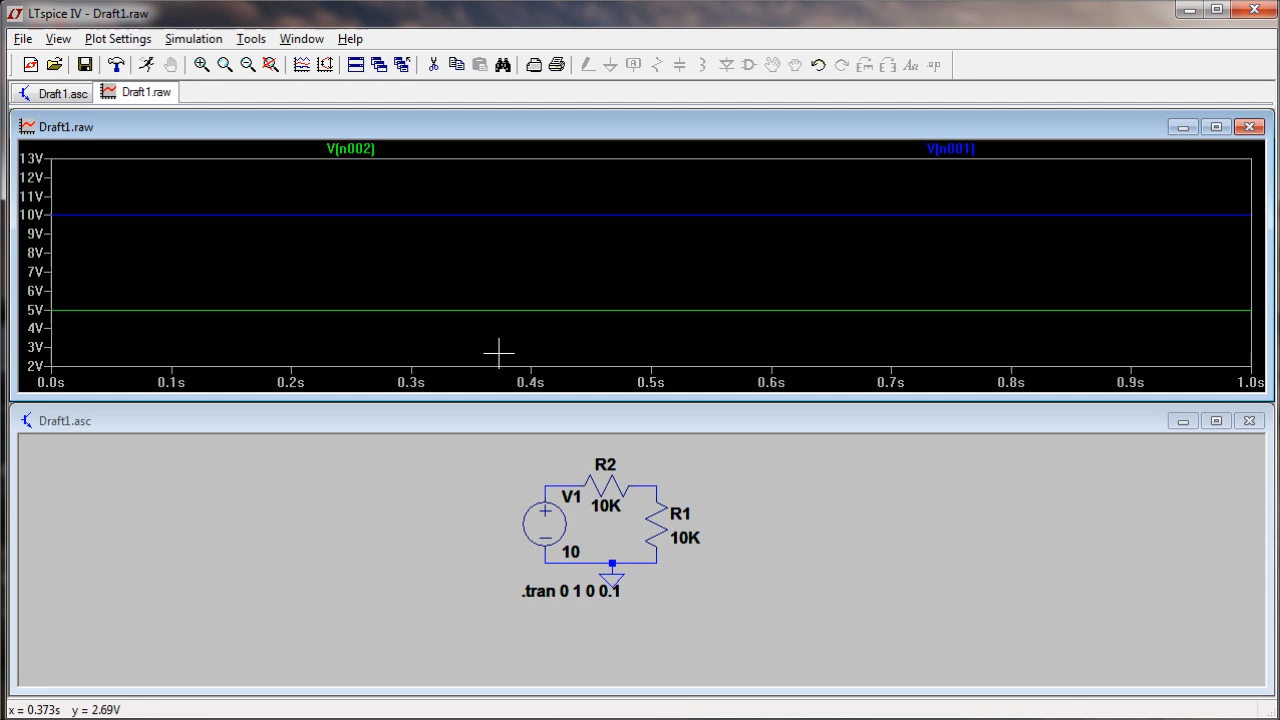 LTspice IV - Draft1.raw
File View Plot Settings Simulation Tools Window Help
Aa .op
Draft1.asc Draft1.raw
Draft1.raw
V(n002) V(n001)
13V
12V
11V
10V
9V
8V
7V
6V
5V
4V
3V
2V
0.0s 0.1s 0.2s 0.3s 0.4s 0.5s 0.6s 0.7s 0.8s 0.9s 1.0s
Draft1.asc
R2
V1 10K
R1
10K
10
.tran 0 1 0 0.1
x = 0.373s y = 2.69V